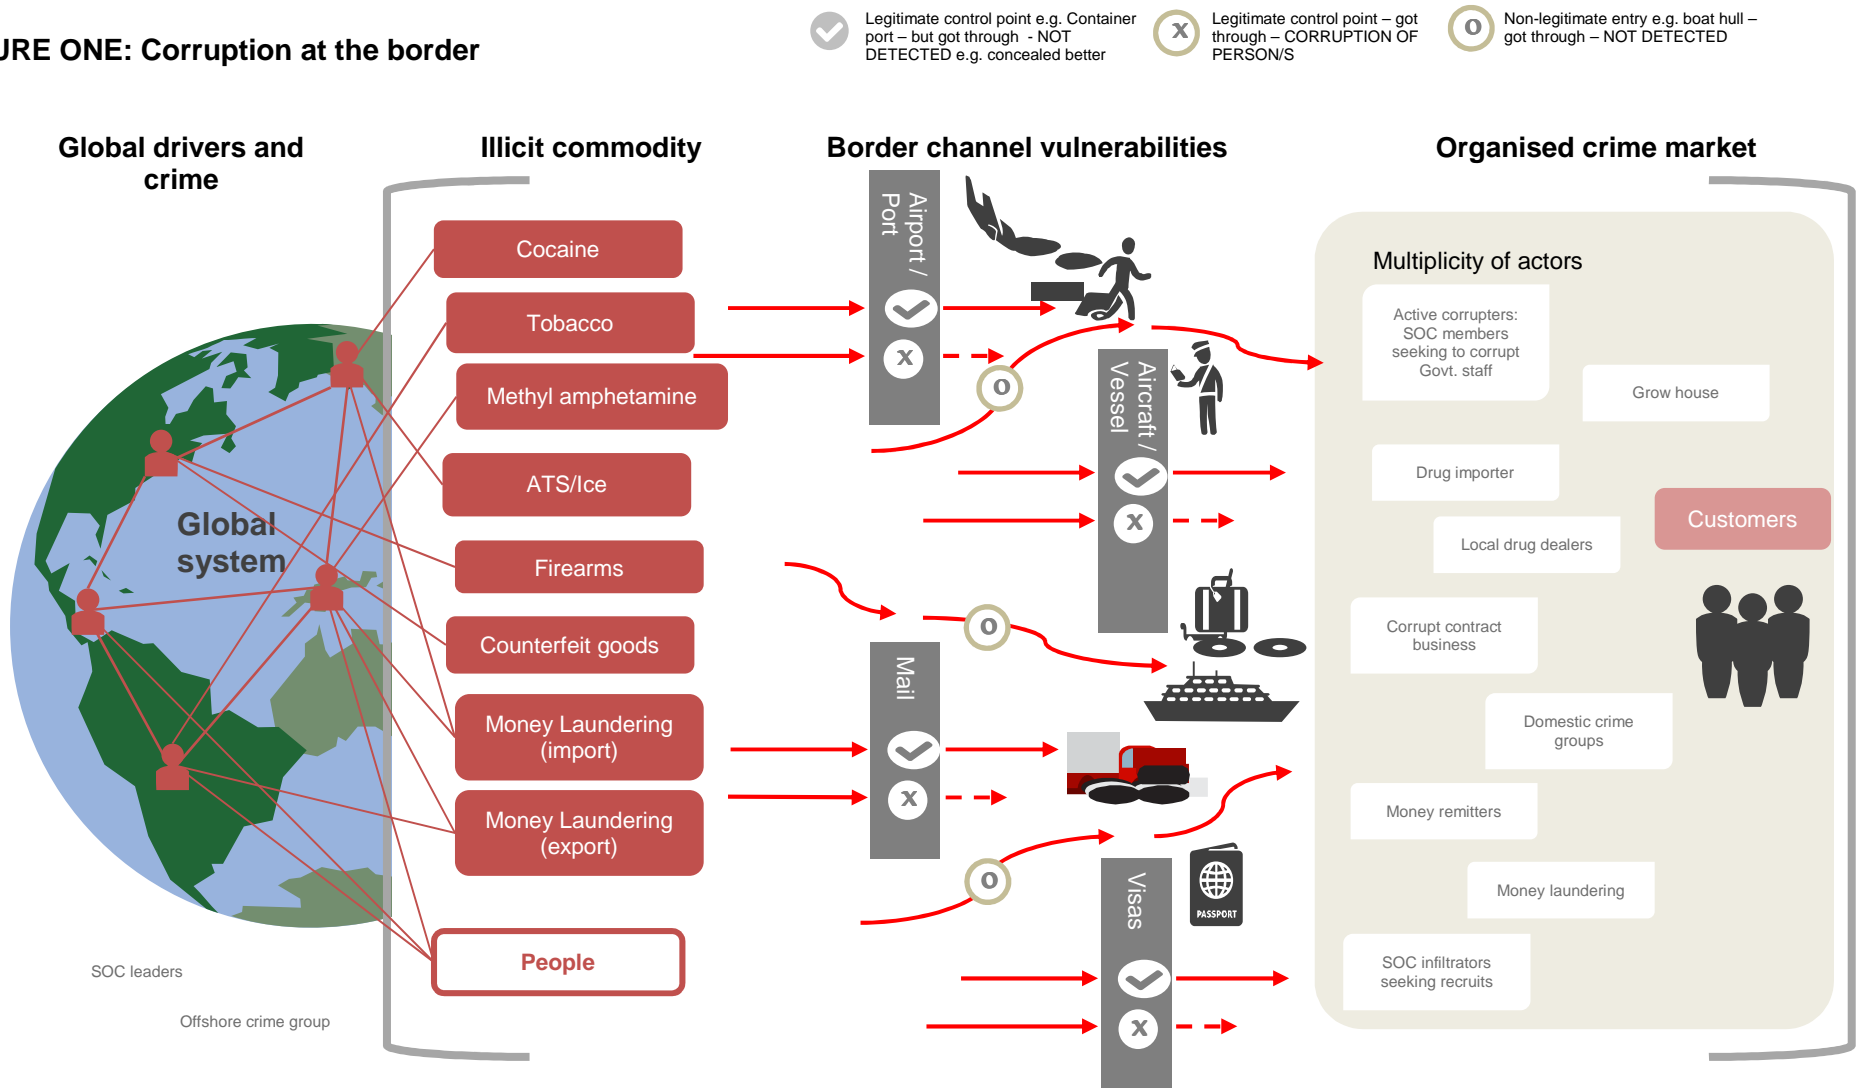 URE ONE: Corruption at the border
Legitimate control point e.g. Container
port – but got through - NOT
DETECTED e.g. concealed better
x
Legitimate control point – got
through – CORRUPTION OF
PERSON/S
o
Non-legitimate entry e.g. boat hull –
got through – NOT DETECTED
Global drivers and
crime
Illicit commodity
Border channel vulnerabilities
Organised crime market
Global
system
SOC leaders
Offshore crime group
Cocaine
Tobacco
Methyl amphetamine
ATS/Ice
Firearms
Counterfeit goods
Money Laundering
(import)
Money Laundering
(export)
People
Airport /
Port
x
o
Aircraft /
Vessel
x
o
Mail
x
o
Visas
x
PASSPORT
Multiplicity of actors
Active corrupters:
SOC members
seeking to corrupt
Govt. staff
Grow house
Drug importer
Customers
Local drug dealers
Corrupt contract
business
Domestic crime
groups
Money remitters
Money laundering
SOC infiltrators
seeking recruits